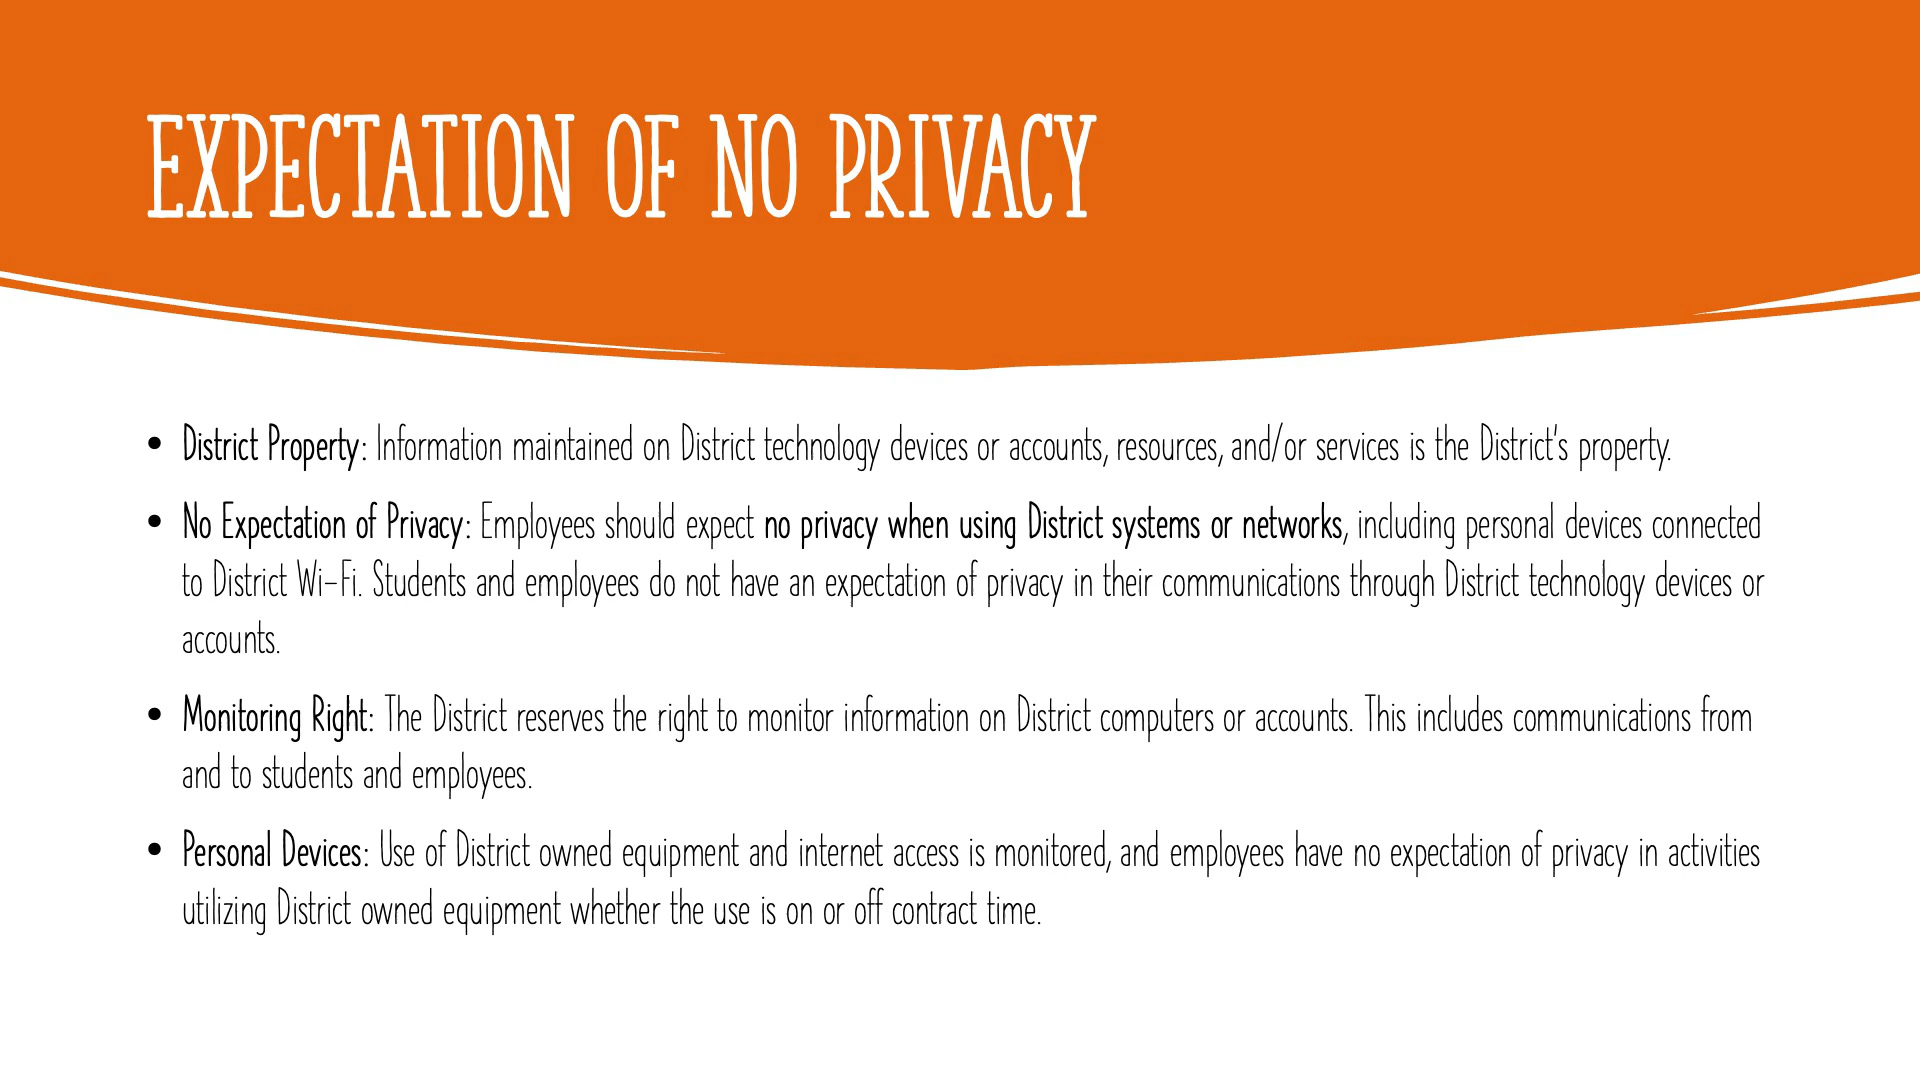 EXPECTATION OF NO PRIVACY
• District Property: Information maintained on District technology devices or accounts, resources, and/or services is the District's property.
• No Expectation of Privacy: Employees should expect no privacy when using District systems or networks, including personal devices connected
to District Wi-Fi. Students and employees do not have an expectation of privacy in their communications through District technology devices or
accounts.
• Monitoring Right: The District reserves the right to monitor information on District computers or accounts. This includes communications from
and to students and employees.
• Personal Devices: Use of District owned equipment and internet access is monitored, and employees have no expectation of privacy in activities
utilizing District owned equipment whether the use is on or off contract time.